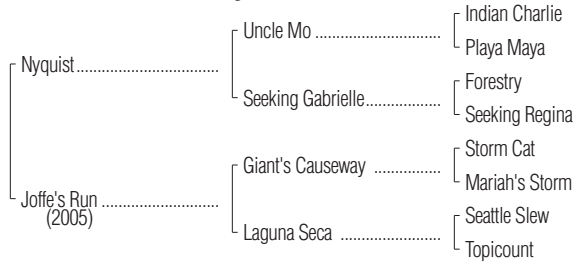 Indian Charlie
Uncle Mo ..........................
Playa Maya
Nyquist..............................
Forestry
Seeking Gabrielle................
Seeking Regina
Storm Cat
Giant's Causeway ..............
Mariah's Storm
Joffe's Run .........................
(2005)
Seattle Slew
Laguna Seca .....................
Topicount